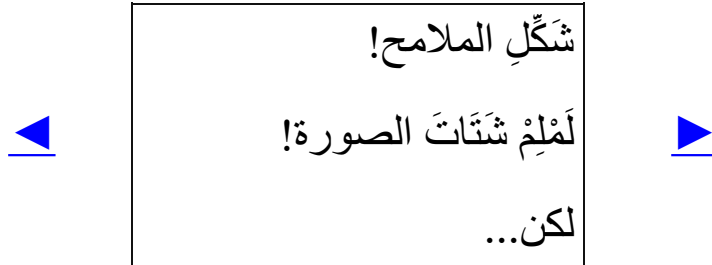 شَكِّلِ الملامح!
لَمْلِمْ شَتَاتَ الصورة!
لكن...